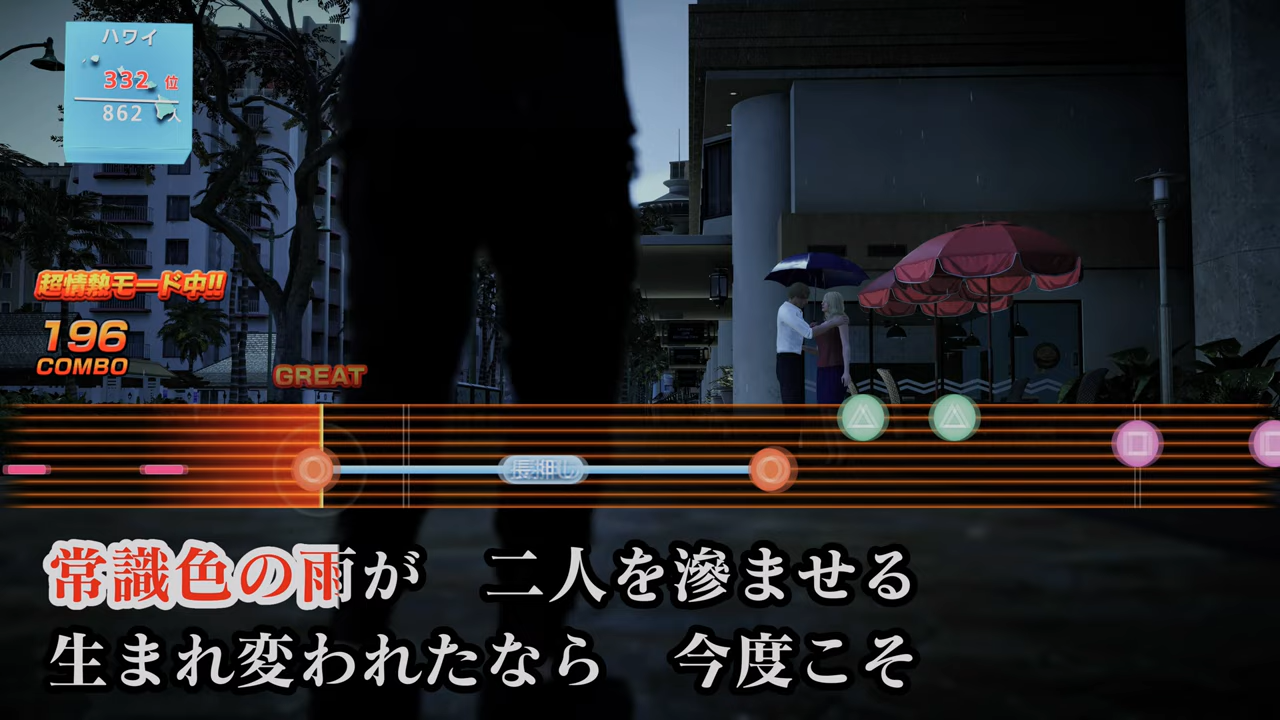 ハワイ
332 位
862 人
超情熱モード中!!
196
COMBO
GREAT
長押し
常識色の雨が　二人を滲ませる
生まれ変われたなら　今度こそ